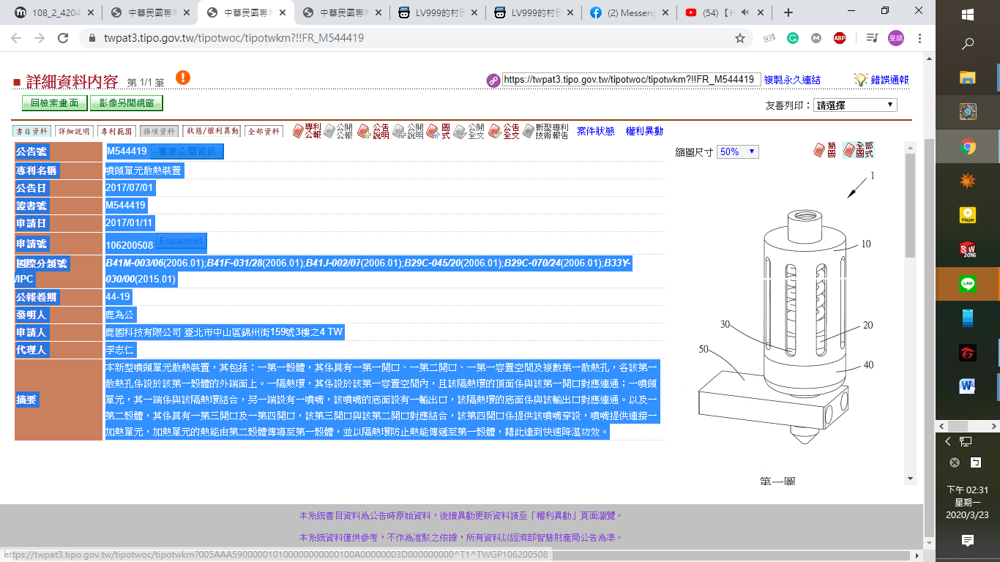 108_2_4204
中華民國專利
中華民國專利
中華民國專利
LV999的村民
LV999的村民
(2) Messeng
(54)【
twpat3.tipo.gov.tw/tipotwoc/tipotwkm?!!FR_M544419
ABP
旻頡
詳細資料內容 第 1/1 筆
https://twpat3.tipo.gov.tw/tipotwoc/tipotwkm?!!FR_M544419 複製永久連結 錯誤通報
回檢索畫面 影像另開視窗
友善列印：請選擇
書目資料 詳細說明 專利範圍 雜項資料 狀態/權利異動 全部資料 專利公報 公開公報 公告說明 公開說明 圖式 公開全文 公告全文 新型專利技術報告 案件狀態 權利異動
公告號 M544419 審查公開資訊
專利名稱 噴頭單元散熱裝置
公告日 2017/07/01
證書號 M544419
申請日 2017/01/11
申請號 106200508 Espacenet
國際分類號/IPC B41M-003/06(2006.01);B41F-031/28(2006.01);B41J-002/07(2006.01);B29C-045/20(2006.01);B29C-070/24(2006.01);B33Y-
030/00(2015.01)
公報卷期 44-19
發明人 鹿為公
申請人 鹿國科技有限公司 臺北市中山區錦州街159號3樓之4 TW
代理人 李志仁
摘要
本新型噴頭單元散熱裝置，其包括：一第一殼體，其係具有一第一開口、一第二開口、一第一容置空間及複數第一散熱孔，各該第一
散熱孔係設於該第一殼體的外端面上。一隔熱環，其係設於該第一容置空間內，且該隔熱環的頂面係與該第一開口對應連通；一噴頭
單元，其一端係與該隔熱環結合，另一端設有一噴嘴，該噴嘴的底面設有一輸出口，該隔熱環的底面係與該輸出口對應連通。以及一
第二殼體，其係具有一第三開口及一第四開口，該第三開口與該第二開口對應結合，該第四開口係提供該噴嘴穿設，噴嘴提供連接一
加熱單元，加熱單元的熱能由第二殼體傳導至第一殼體，並以隔熱環防止熱能傳遞至第一殼體，藉此達到快速降溫功效。
縮圖尺寸 50% 簡圖 全部圖式
1
10
30
20
50
40
第一圖
本系統書目資料為公告時原始資料，後續異動更新資料請至「權利異動」頁面瀏覽。
本系統資料僅供參考，不作為准駁之依據，所有資料以經濟部智慧財產局公告為準。
https://twpat3.tipo.gov.tw/tipotwoc/tipotwkm?005AAA59000001010000000000100A00000003D000000000^T1^TWGP106200508
Player
SW
2016
LINE
W
ㄅ
下午 02:31
星期一
2020/3/23